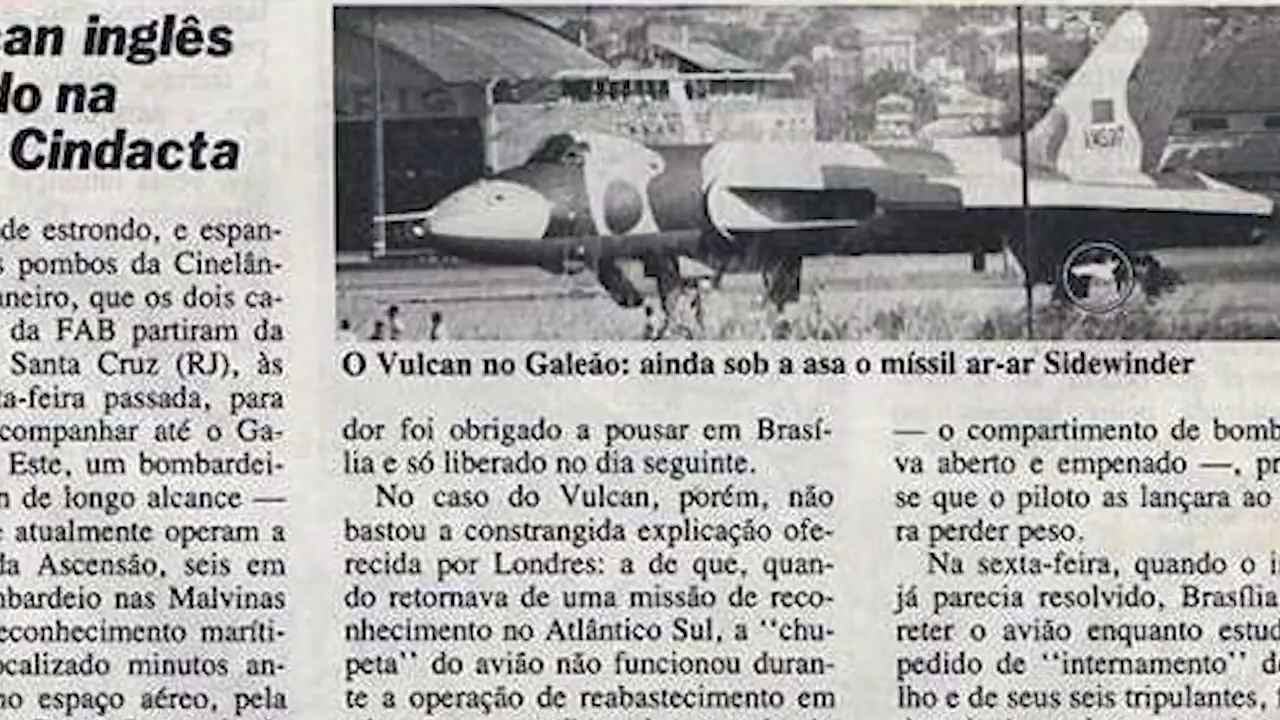 an inglês
do na
Cindacta
de estrondo, e espan-
s pombos da Cinelân-
aneiro, que os dois ca-
da FAB partiram da
Santa Cruz (RJ), às
ta-feira passada, para
companhar até o Ga-
Este, um bombardei-
n de longo alcance —
e atualmente operam a
da Ascensão, seis em
nbardeio nas Malvinas
econhecimento maríti-
ocalizado minutos an-
no espaço aéreo, pela
O Vulcan no Galeão: ainda sob a asa o míssil ar-ar Sidewinder
dor foi obrigado a pousar em Brasí-
lia e só liberado no dia seguinte.
No caso do Vulcan, porém, não
bastou a constrangida explicação ofe-
recida por Londres: a de que, quan-
do retornava de uma missão de reco-
nhecimento no Atlântico Sul, a "chu-
peta" do avião não funcionou duran-
te a operação de reabastecimento em
— o compartimento de bomb
va aberto e empenado —, pr
se que o piloto as lançara ao
ra perder peso.
Na sexta-feira, quando o i
já parecia resolvido, Brasília
reter o avião enquanto estud
pedido de "internamento" d
lho e de seus seis tripulantes,